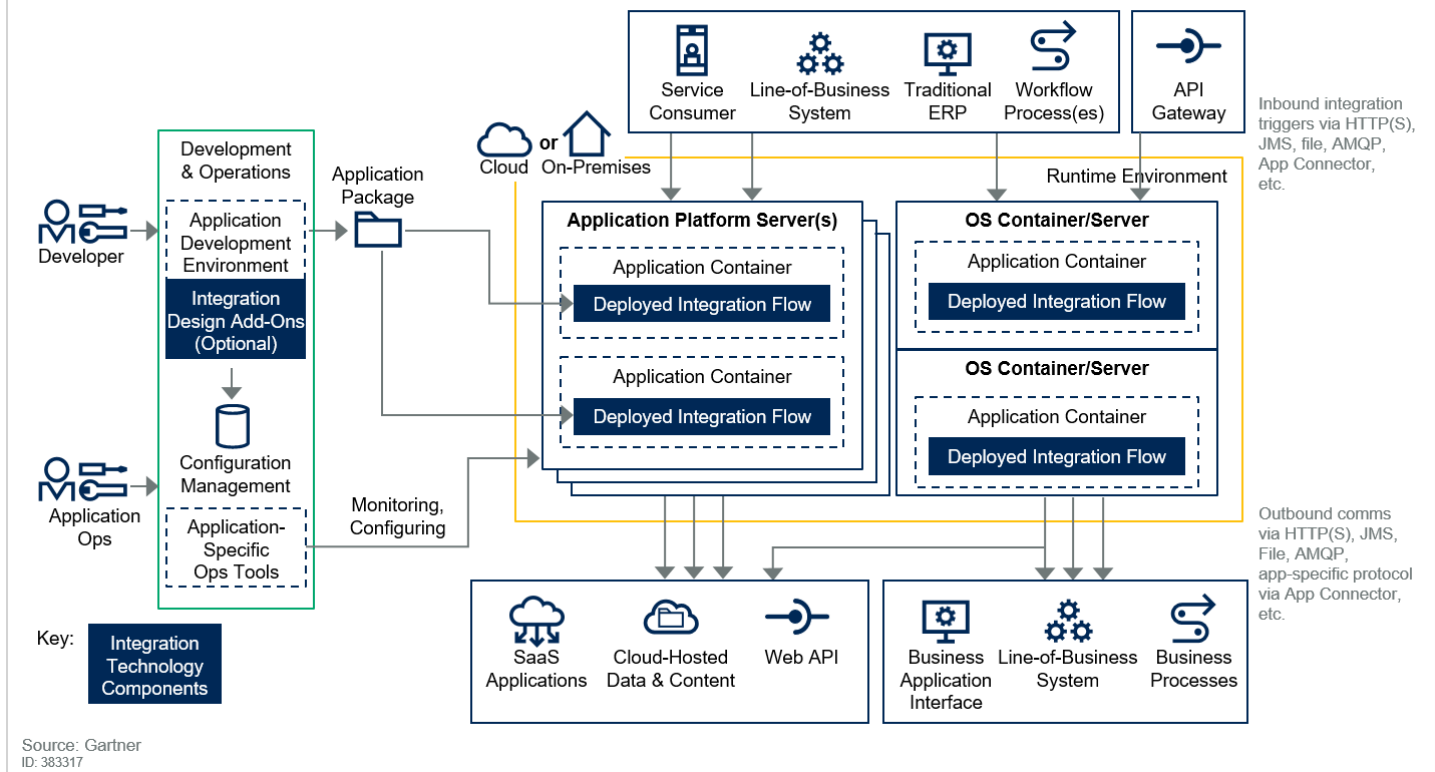 Service
Consumer
Line-of-Business
System
Traditional
ERP
Workflow
Process(es)
API
Gateway
Inbound integration
triggers via HTTP(S),
JMS, file, AMQP,
App Connector,
etc.
Cloud
or
On-Premises
Runtime Environment
Development
& Operations
Application
Development
Environment
Integration
Design Add-Ons
(Optional)
Configuration
Management
Application-
Specific
Ops Tools
Developer
Application
Ops
Application
Package
Monitoring,
Configuring
Application Platform Server(s)
Application Container
Deployed Integration Flow
Application Container
Deployed Integration Flow
OS Container/Server
Application Container
Deployed Integration Flow
OS Container/Server
Application Container
Deployed Integration Flow
Outbound comms
via HTTP(S), JMS,
File, AMQP,
app-specific protocol
via App Connector,
etc.
SaaS
Applications
Cloud-Hosted
Data & Content
Web API
Business
Application
Interface
Line-of-Business
System
Business
Processes
Key:
Integration
Technology
Components
Source: Gartner
ID: 383317